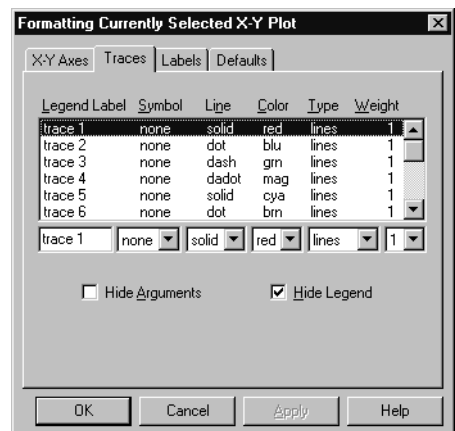 Formatting Currently Selected X-Y Plot
X-Y Axes Traces Labels Defaults
Legend Label Symbol Line Color Type Weight
trace 1 none solid red lines 1
trace 2 none dot blu lines 1
trace 3 none dash grn lines 1
trace 4 none dadot mag lines 1
trace 5 none solid cya lines 1
trace 6 none dot brn lines 1
trace 1 none solid red lines 1
Hide Arguments Hide Legend
OK Cancel Apply Help